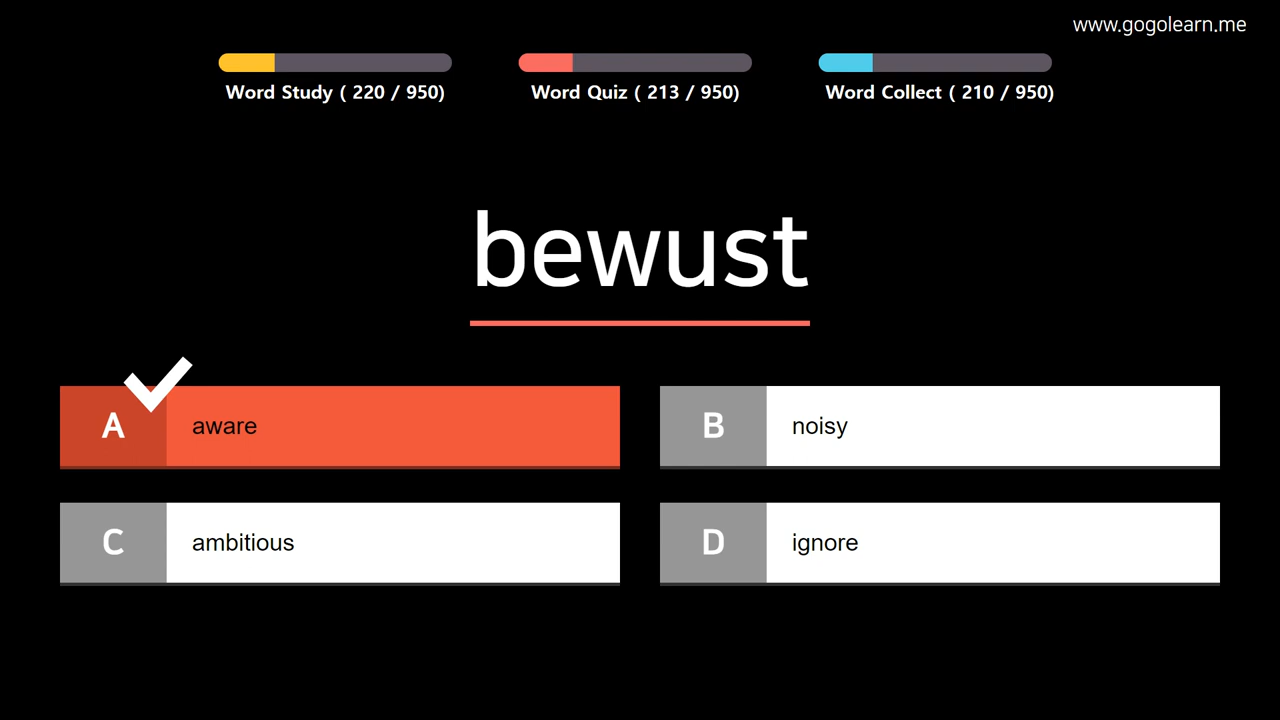 www.gogolearn.me
Word Study ( 220 / 950)
Word Quiz ( 213 / 950)
Word Collect ( 210 / 950)
bewust
A aware
B noisy
C ambitious
D ignore